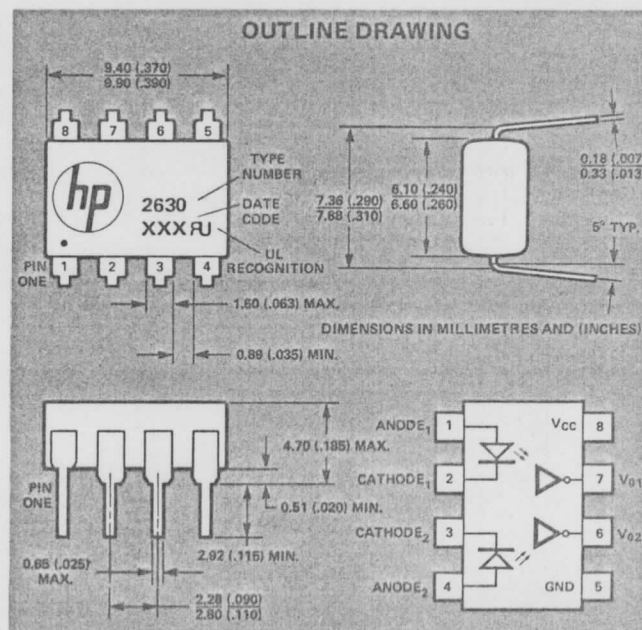 OUTLINE DRAWING
9.40 (.370)
9.90 (.390)
8 7 6 5
hp
2630
XXX RU
TYPE
NUMBER
DATE
CODE
UL
RECOGNITION
PIN
ONE
1 2 3 4
1.60 (.063) MAX.
0.89 (.035) MIN.
7.36 (.290)
7.88 (.310)
6.10 (.240)
6.60 (.260)
0.18 (.007
0.33 (.013
5° TYP.
DIMENSIONS IN MILLIMETRES AND (INCHES)
PIN
ONE
4.70 (.185) MAX.
0.51 (.020) MIN.
2.92 (.115) MIN.
0.65 (.025)
MAX.
2.28 (.090)
2.80 (.110)
ANODE1 1
CATHODE1 2
CATHODE2 3
ANODE2 4
VCC 8
7 V01
6 V02
GND 5